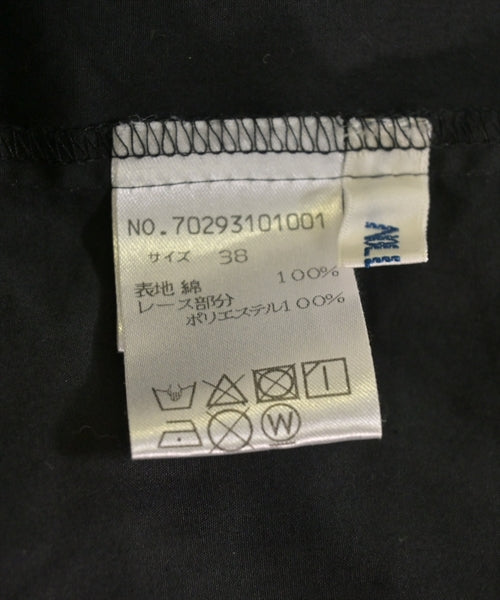 NO.70293101001
サイズ 38
表地 綿 100%
レース部分
ポリエステル100%
W